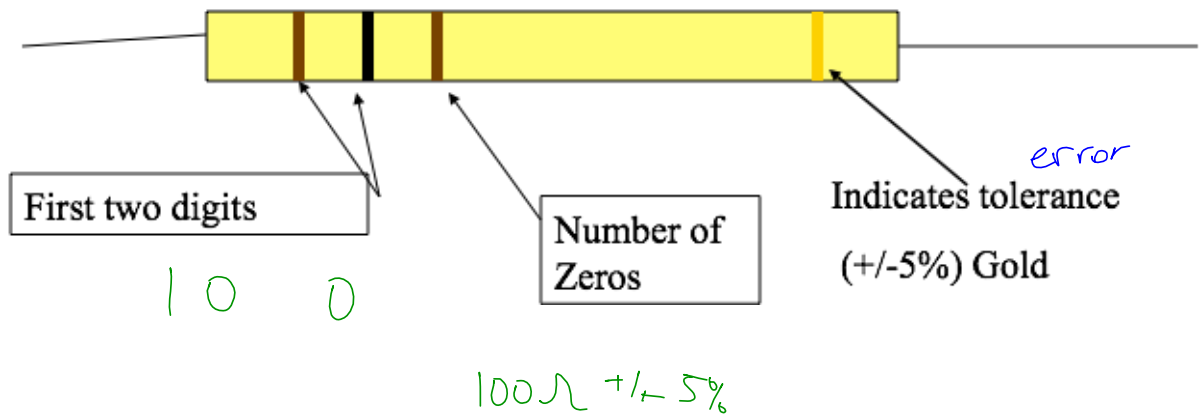 error
Indicates tolerance
First two digits
Number of
Zeros
(+/-5%) Gold
1 0 0
100Ω +/- 5%